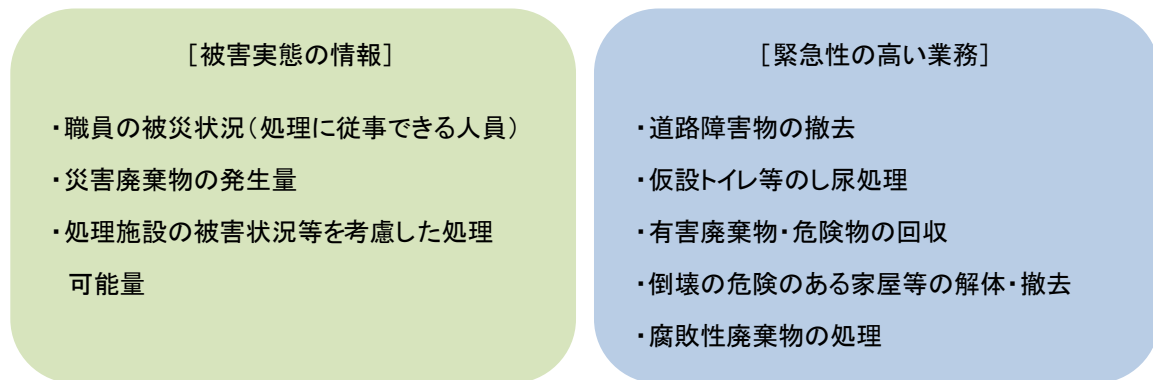 ［被害実態の情報］
・職員の被災状況（処理に従事できる人員）
・災害廃棄物の発生量
・処理施設の被害状況等を考慮した処理
可能量
［緊急性の高い業務］
・道路障害物の撤去
・仮設トイレ等のし尿処理
・有害廃棄物・危険物の回収
・倒壊の危険のある家屋等の解体・撤去
・腐敗性廃棄物の処理